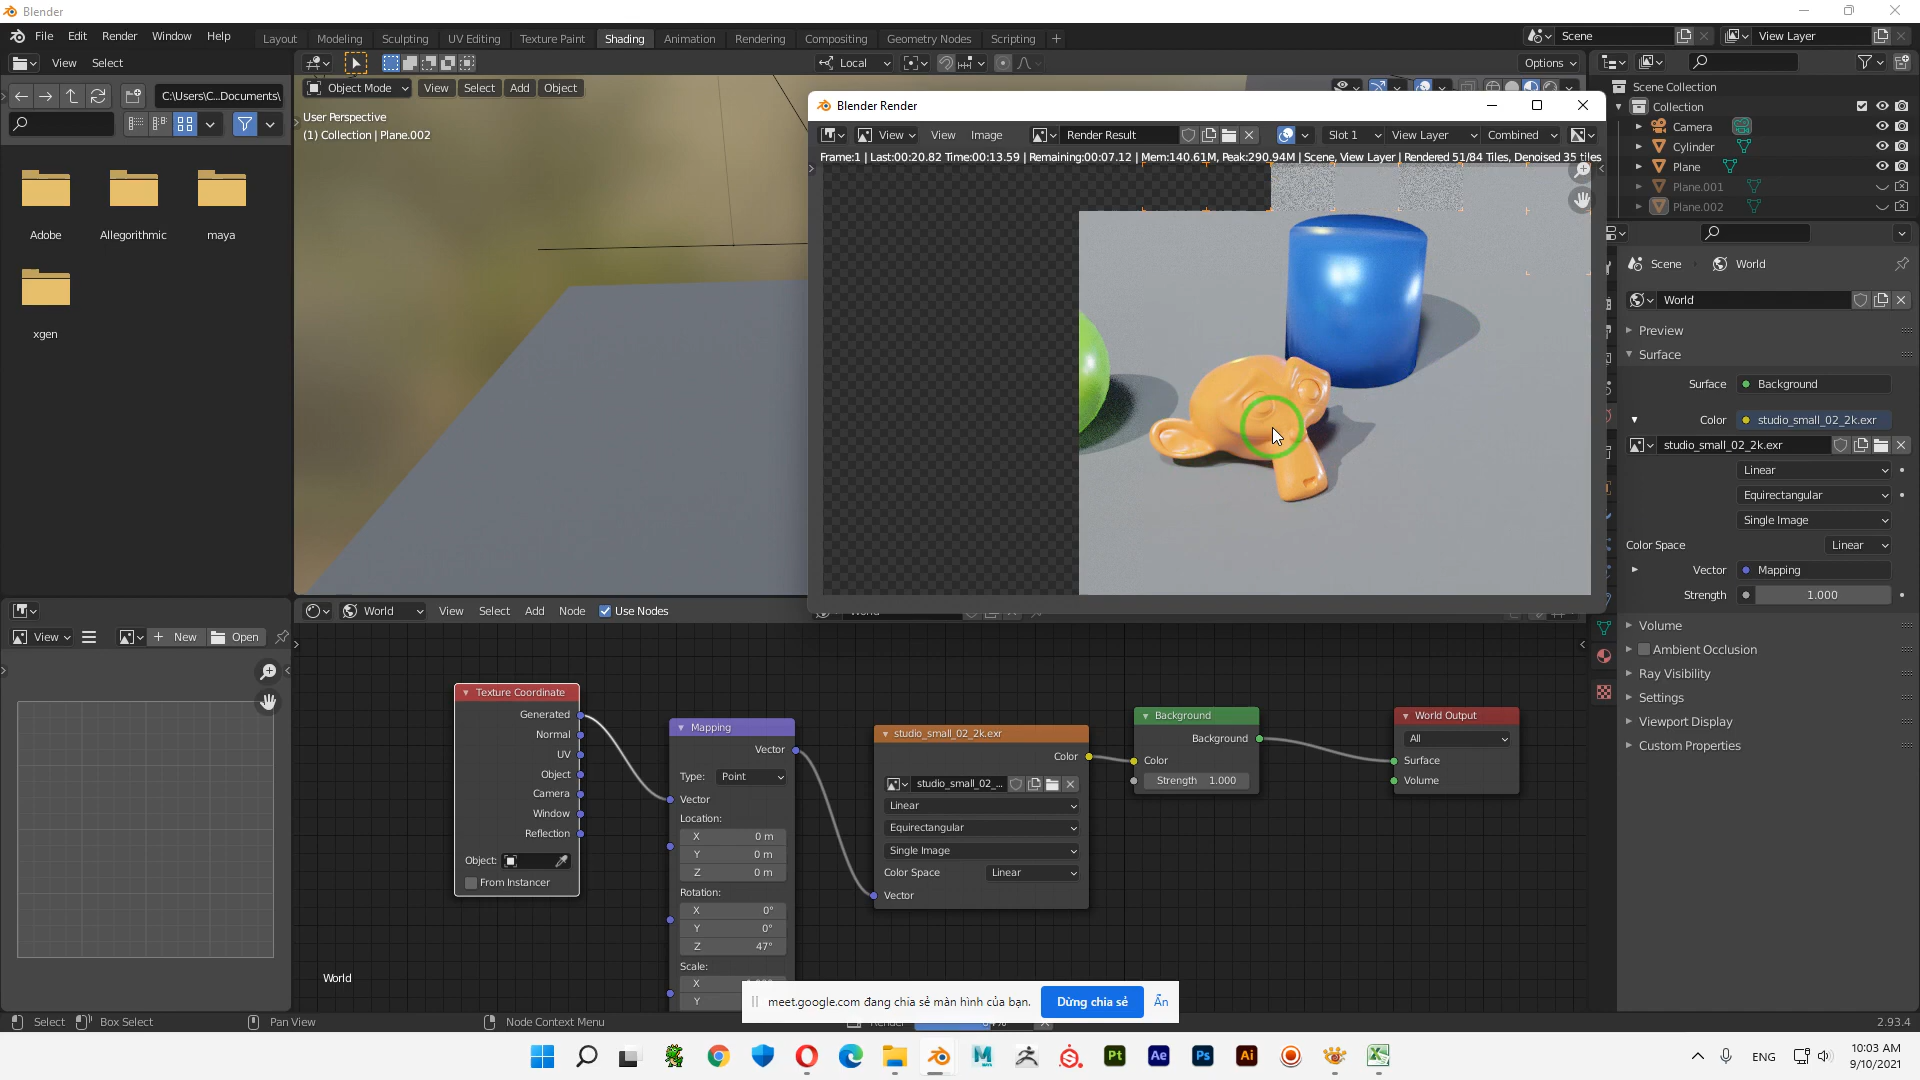 Blender
File Edit Render Window Help
Layout Modeling Sculpting UV Editing Texture Paint Shading Animation Rendering Compositing Geometry Nodes Scripting
Scene
View Layer
View Select
Local
Options
C:\Users\C...Documents\
Object Mode View Select Add Object
User Perspective
(1) Collection | Plane.002
Adobe
Allegorithmic
maya
xgen
Blender Render
View View Image Render Result Slot 1 View Layer Combined
Frame:1 | Last:00:20.82 Time:00:13.59 | Remaining:00:07.12 | Mem:140.61M, Peak:290.94M | Scene, View Layer | Rendered 51/84 Tiles, Denoised 35 tiles
Scene Collection
Collection
Camera
Cylinder
Plane
Plane.001
Plane.002
Scene World
World
Preview
Surface
Surface Background
Color studio_small_02_2k.exr
studio_small_02_2k.exr
Linear
Equirectangular
Single Image
Color Space Linear
Vector Mapping
Strength 1.000
Volume
Ambient Occlusion
Ray Visibility
Settings
Viewport Display
Custom Properties
World View Select Add Node Use Nodes
View New Open
Texture Coordinate
Generated
Normal
UV
Object
Camera
Window
Reflection
Object:
From Instancer
Mapping
Vector
Type: Point
Vector
Location:
X 0 m
Y 0 m
Z 0 m
Rotation:
X 0°
Y 0°
Z 47°
Scale:
X
Y
studio_small_02_2k.exr
Color
studio_small_02_...
Linear
Equirectangular
Single Image
Color Space Linear
Vector
Background
Background
Color
Strength 1.000
World Output
All
Surface
Volume
World
meet.google.com đang chia sẻ màn hình của bạn. Dừng chia sẻ Ẩn
Select Box Select Pan View Node Context Menu
2.93.4
Pt Ae Ps Ai
ENG
10:03 AM
9/10/2021